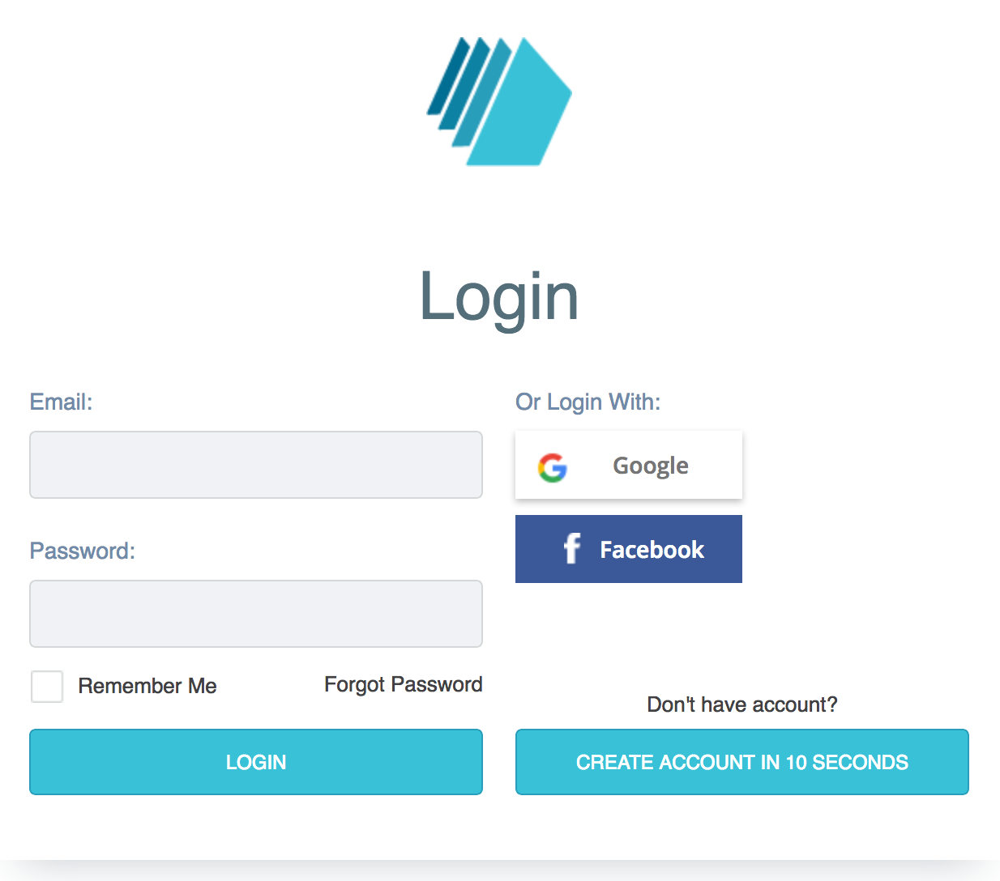 Login
Email:
Password:
Remember Me
Forgot Password
LOGIN
Or Login With:
Google
Facebook
Don't have account?
CREATE ACCOUNT IN 10 SECONDS